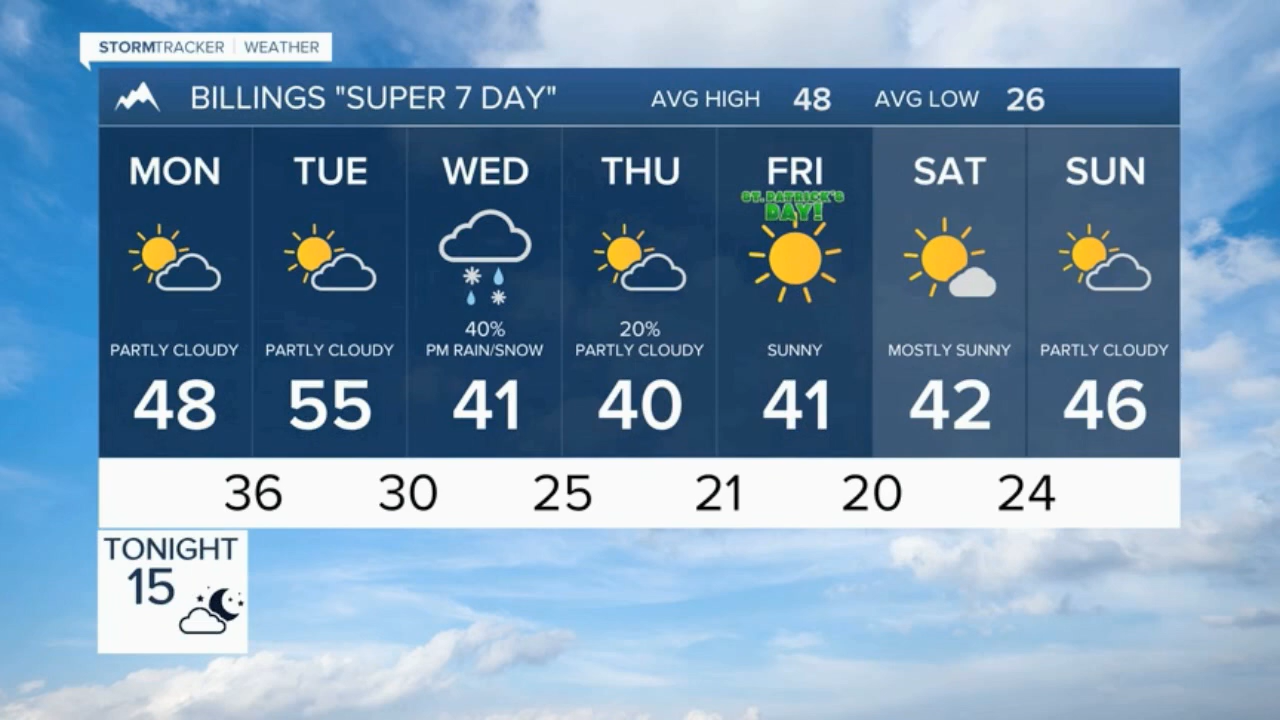 STORMTRACKER | WEATHER
BILLINGS "SUPER 7 DAY" AVG HIGH 48 AVG LOW 26
MON TUE WED THU FRI SAT SUN
ST. PATRICK'S
DAY!
40% 20%
PARTLY CLOUDY PARTLY CLOUDY PM RAIN/SNOW PARTLY CLOUDY SUNNY MOSTLY SUNNY PARTLY CLOUDY
48 55 41 40 41 42 46
36 30 25 21 20 24
TONIGHT
15